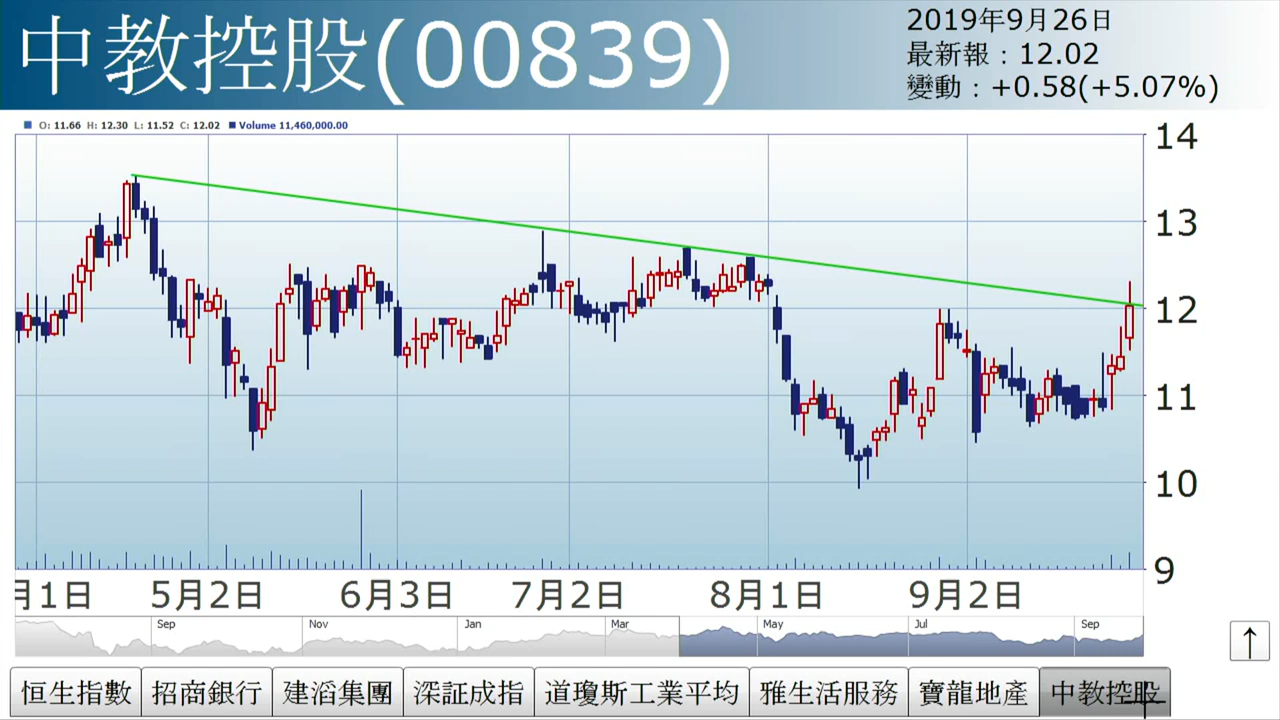 中教控股(00839)
2019年9月26日
最新報：12.02
變動：+0.58(+5.07%)
O: 11.66 H: 12.30 L: 11.52 C: 12.02 Volume 11,460,000.00
14
13
12
11
10
9
月1日 5月2日 6月3日 7月2日 8月1日 9月2日
Sep Nov Jan Mar May Jul Sep
↑
恒生指數 招商銀行 建滔集團 深証成指 道瓊斯工業平均 雅生活服務 寶龍地產 中教控股